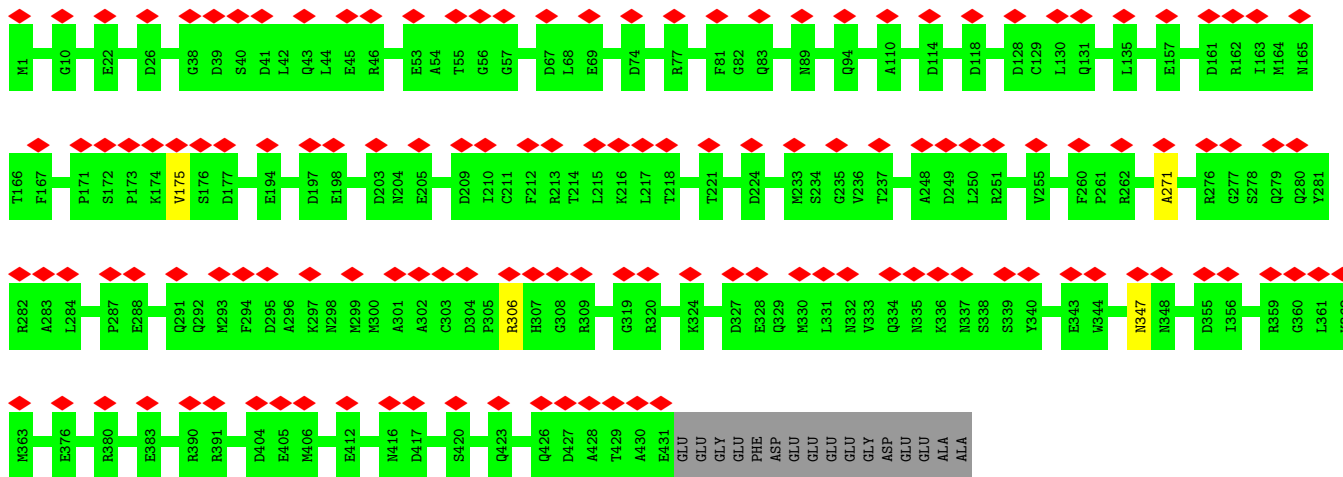 M1 G10 E22 D26 G38 D39 S40 D41 L42 Q43 L44 E45 R46 E53 A54 T55 G56 G57 D67 L68 E69 D74 R77 F81 G82 Q83 N89 Q94 A110 D114 D118 D128 C129 L130 Q131 L135 E157 D161 R162 I163 M164 N165
T166 F167 P171 S172 P173 K174 V175 S176 D177 E194 D197 E198 D203 N204 E205 D209 I210 C211 F212 R213 T214 L215 K216 L217 T218 T221 D224 M233 S234 G235 V236 T237 A248 D249 L250 R251 V255 F260 P261 R262 A271 R276 G277 S278 Q279 Q280 Y281
R282 A283 L284 P287 E288 Q291 Q292 M293 F294 D295 A296 K297 N298 M299 M300 A301 A302 C303 D304 P305 R306 H307 G308 R309 G319 R320 K324 D327 E328 Q329 M330 L331 N332 V333 Q334 N335 K336 N337 S338 S339 Y340 E343 W344 N347 N348 D355 I356 R359 G360 L361
M363 E376 R380 E383 R390 R391 D404 E405 M406 E412 N416 D417 S420 Q423 Q426 D427 A428 T429 A430 E431 GLU GLU GLY GLU PHE ASP GLU GLU GLU GLU GLY ASP GLU GLU ALA ALA